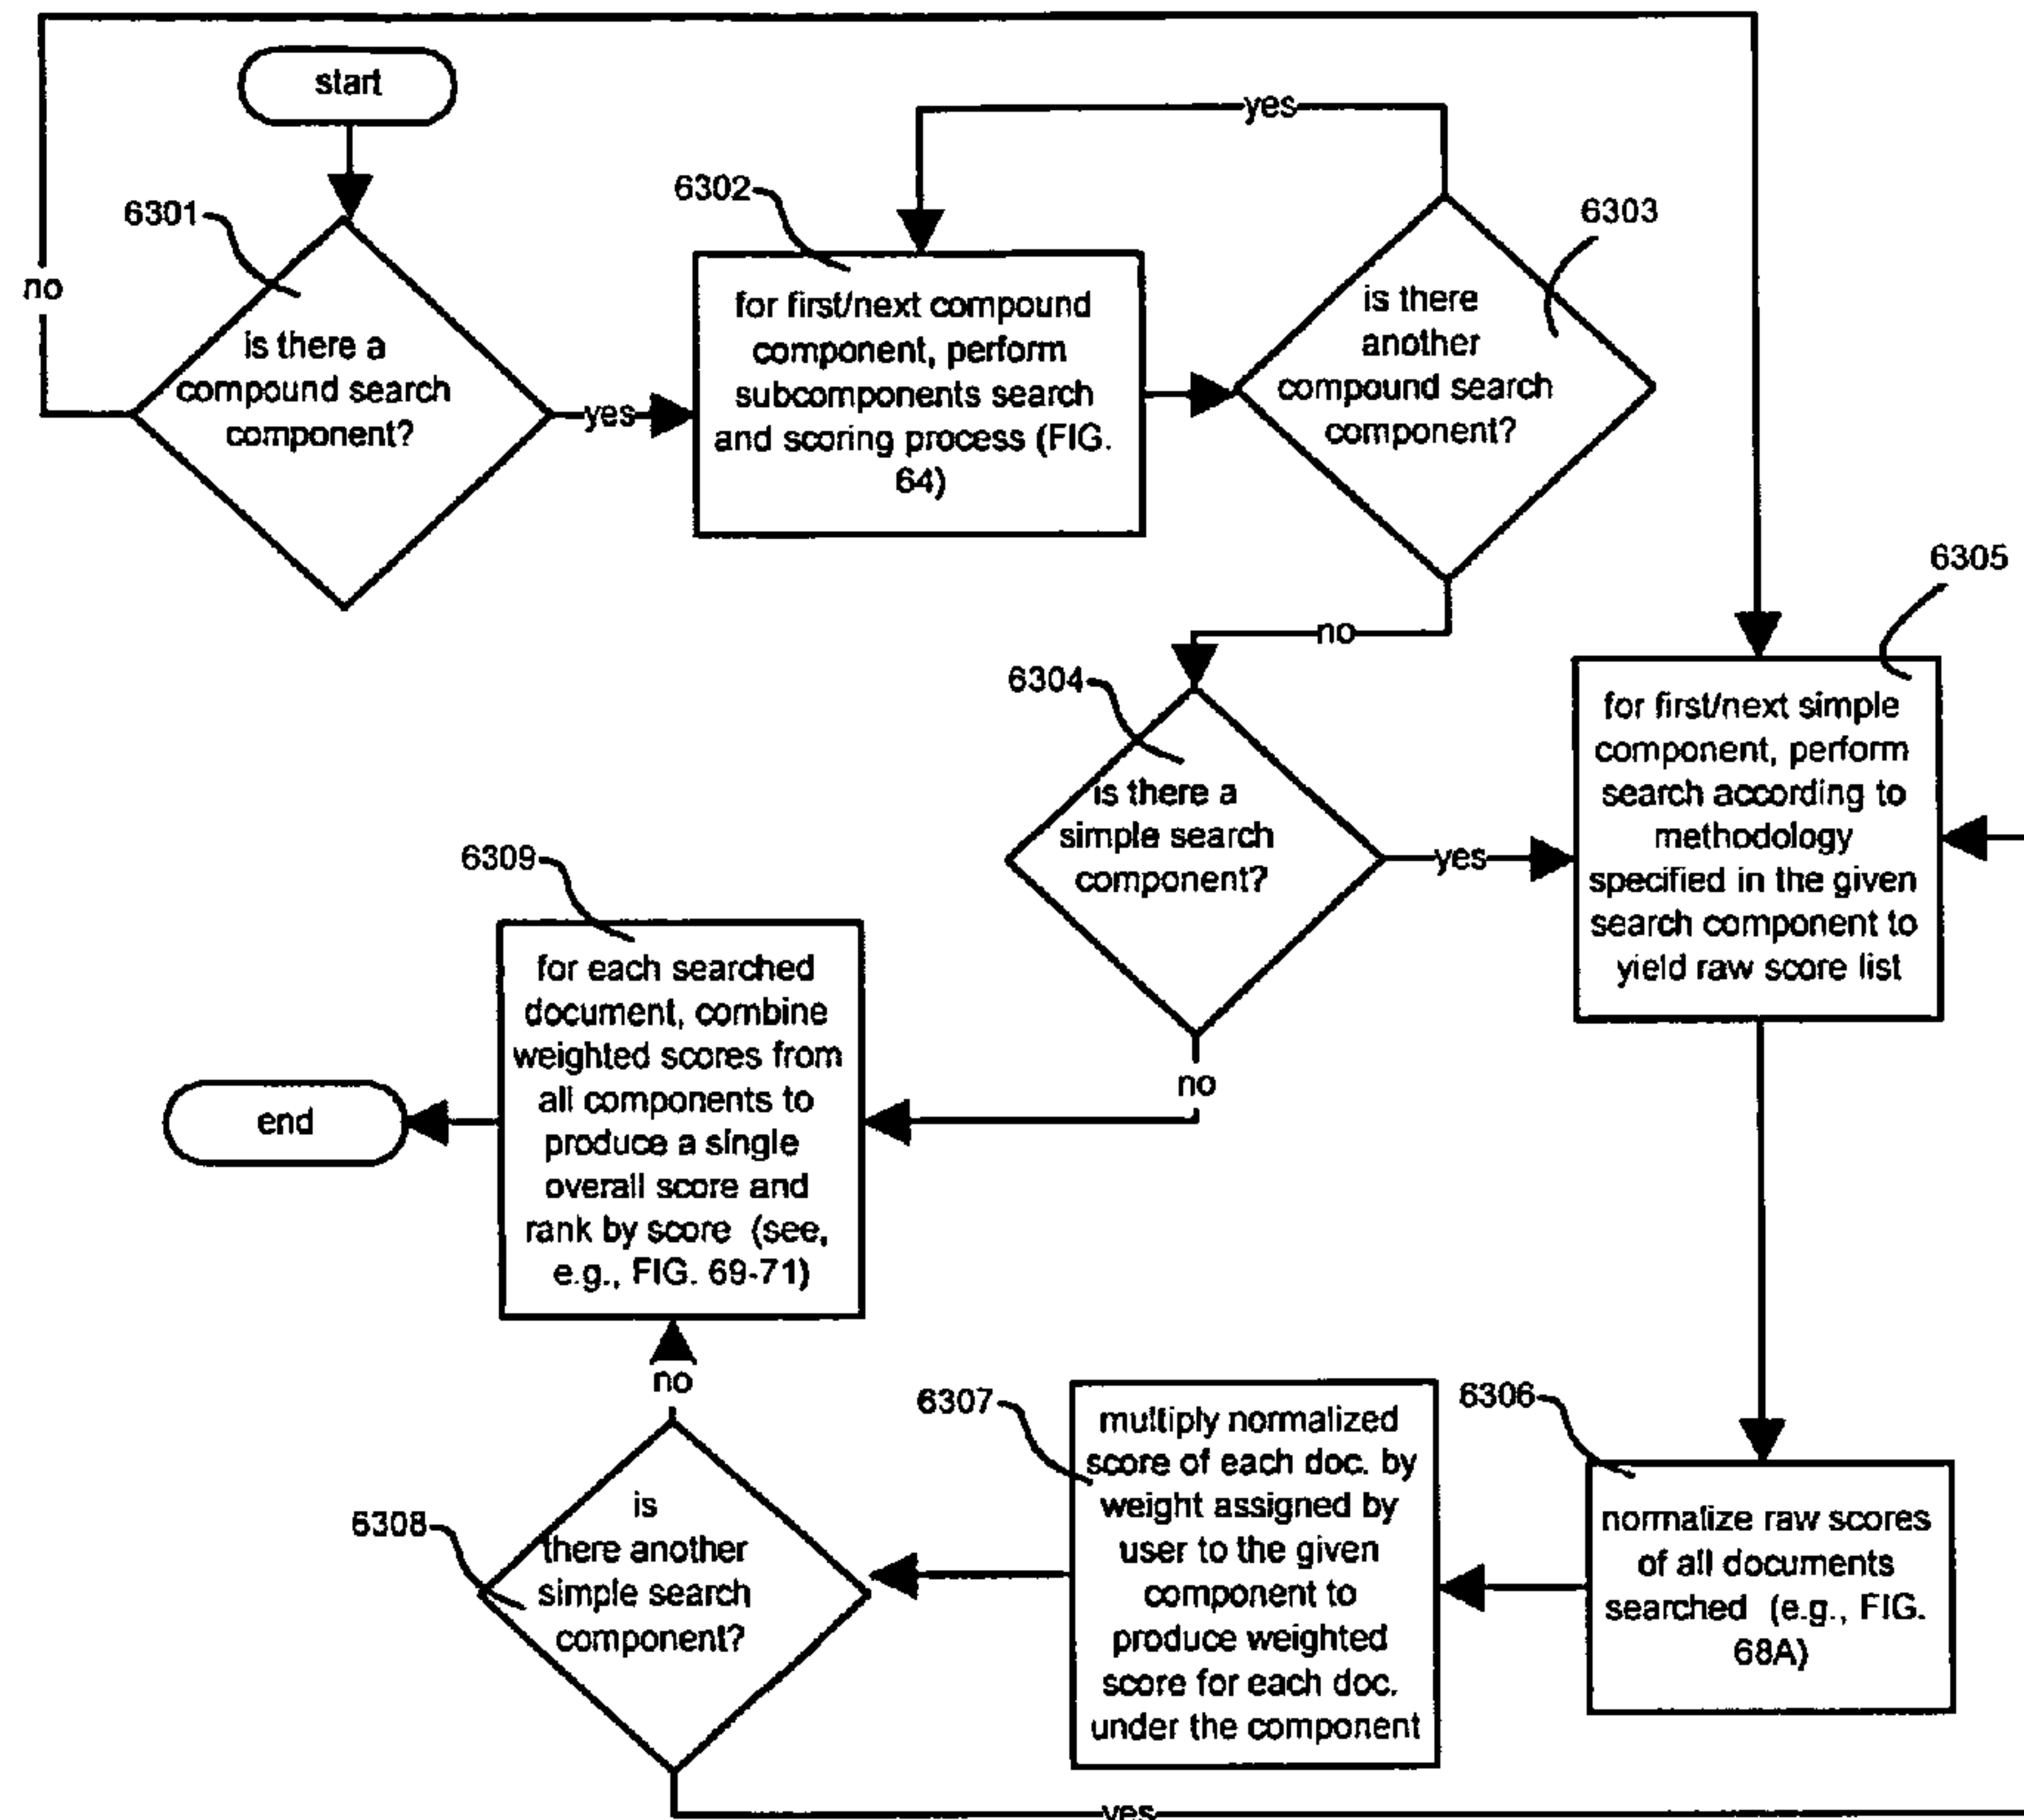 start
yes
6302
6303
6301
no
is there a
compound search
component?
yes
for first/next compound
component, perform
subcomponents search
and scoring process (FIG.
64)
is there
another
compound search
component?
6305
no
6304
is there a
simple search
component?
yes
no
for first/next simple
component, perform
search according to
methodology
specified in the given
search component to
yield raw score list
6309
for each searched
document, combine
weighted scores from
all components to
produce a single
overall score and
rank by score (see,
e.g., FIG. 69-71)
end
no
6307
6306
6308
is
there another
simple search
component?
multiply normalized
score of each doc. by
weight assigned by
user to the given
component to
produce weighted
score for each doc.
under the component
normalize raw scores
of all documents
searched (e.g., FIG.
68A)
yes